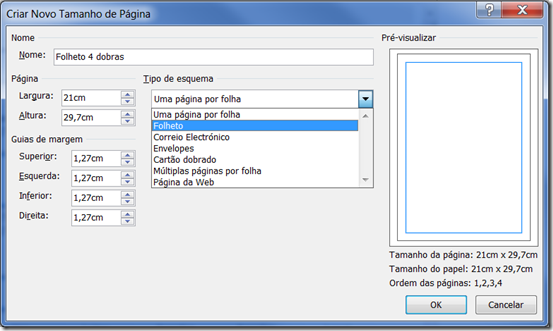 Criar Novo Tamanho de Página
Nome
Nome: Folheto 4 dobras
Página
Largura: 21cm
Altura: 29,7cm
Guias de margem
Superior: 1,27cm
Esquerda: 1,27cm
Inferior: 1,27cm
Direita: 1,27cm
Tipo de esquema
Uma página por folha
Uma página por folha
Folheto
Correio Electrónico
Envelopes
Cartão dobrado
Múltiplas páginas por folha
Página da Web
Pré-visualizar
Tamanho da página: 21cm x 29,7cm
Tamanho do papel: 21cm x 29,7cm
Ordem das páginas: 1,2,3,4
OK
Cancelar